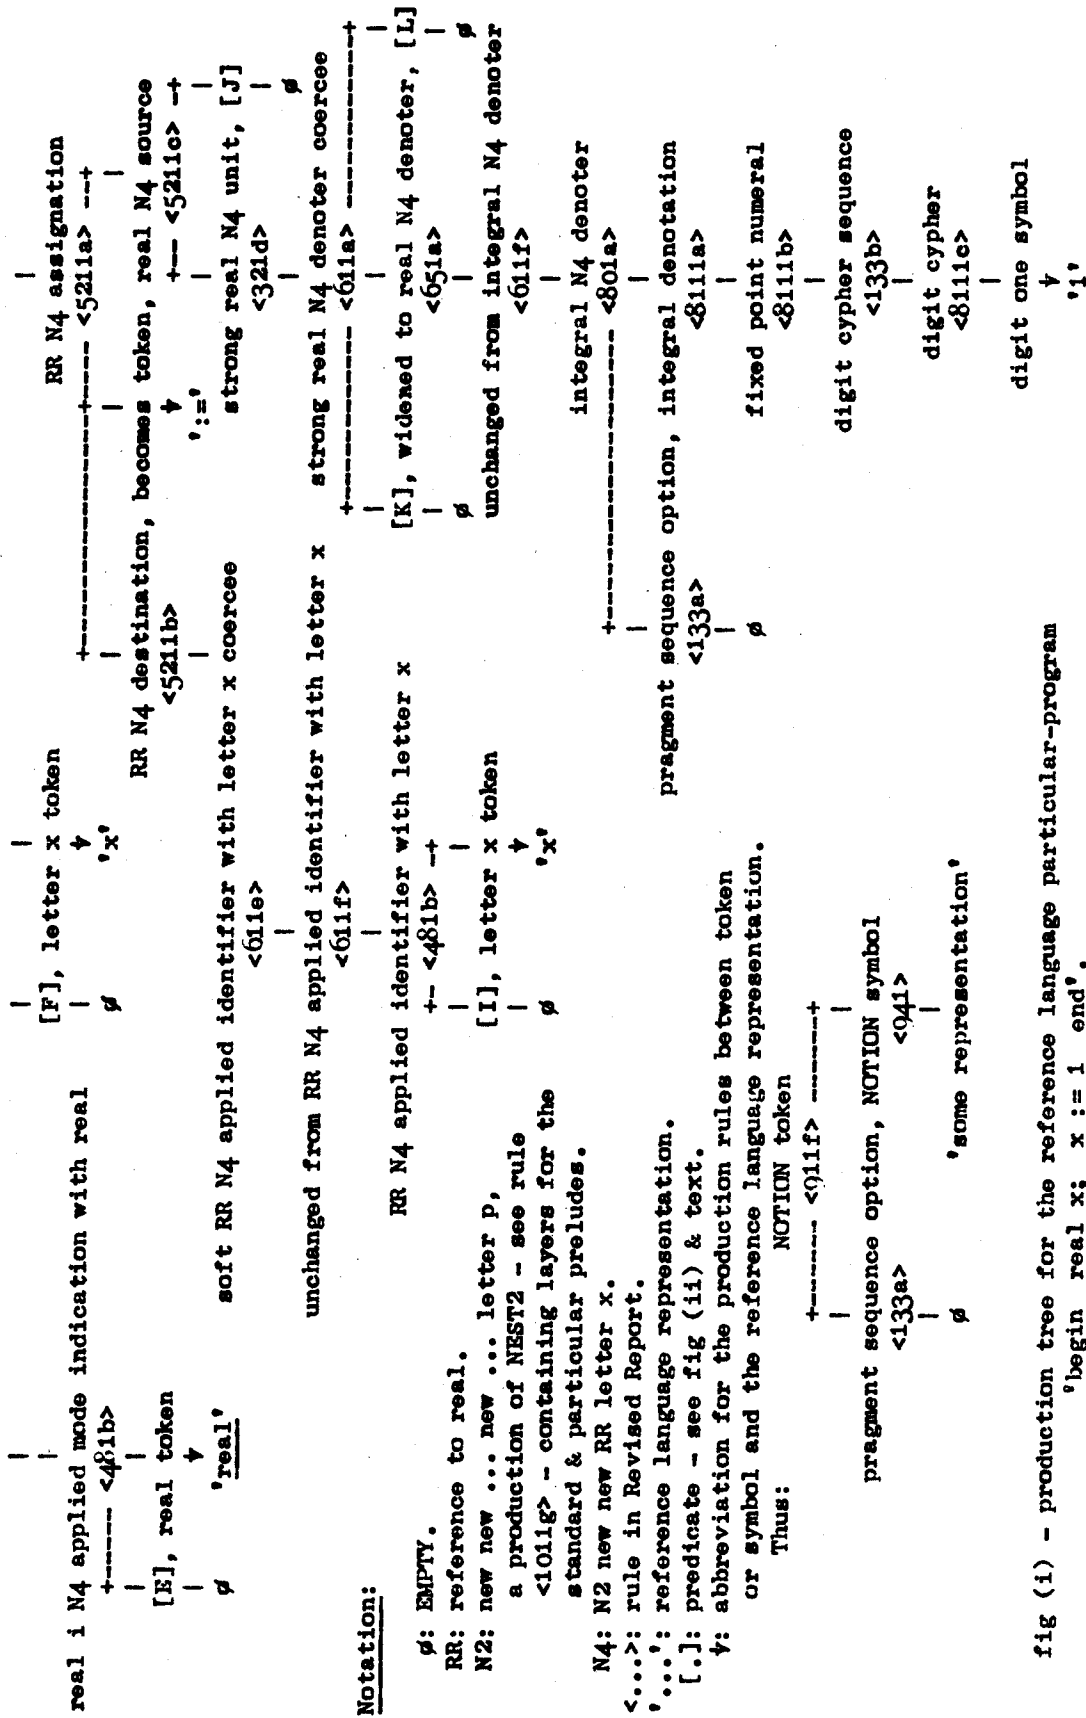 [F], letter x token
∅ 'x'
real i N4 applied mode indication with real
+----- <481b>
[E], real token
∅ 'real'
RR N4 assignation
+--------------+---- <5211a> --+
RR N4 destination, becomes token, real N4 source
<5211b> ':=' +-- <5211c> -+
soft RR N4 applied identifier with letter x coercee strong real N4 unit, [J]
<611e> <321d> ∅
unchanged from RR N4 applied identifier with letter x strong real N4 denoter coercee
<611f> +---------- <611a> ------------+
RR N4 applied identifier with letter x [K], widened to real N4 denoter, [L]
+- <481b> -+ ∅ <651a> ∅
[I], letter x token unchanged from integral N4 denoter
∅ 'x' <611f>
integral N4 denoter
+---------------- <801a>
pragment sequence option, integral denotation
<133a> <8111a>
∅ fixed point numeral
<8111b>
digit cypher sequence
<133b>
digit cypher
<8111c>
digit one symbol
'1'
Notation:
∅: EMPTY.
RR: reference to real.
N2: new new ... new ... letter p,
a production of NEST2 - see rule
<1011g> - containing layers for the
standard & particular preludes.
N4: N2 new new RR letter x.
<...>: rule in Revised Report.
'...': reference language representation.
[.]: predicate - see fig (ii) & text.
ⱴ: abbreviation for the production rules between token
or symbol and the reference language representation.
Thus: NOTION token
+------- <911f> -------+
pragment sequence option, NOTION symbol
<133a> <941>
∅ 'some representation'
fig (i) - production tree for the reference language particular-program
'begin real x; x := 1 end'.